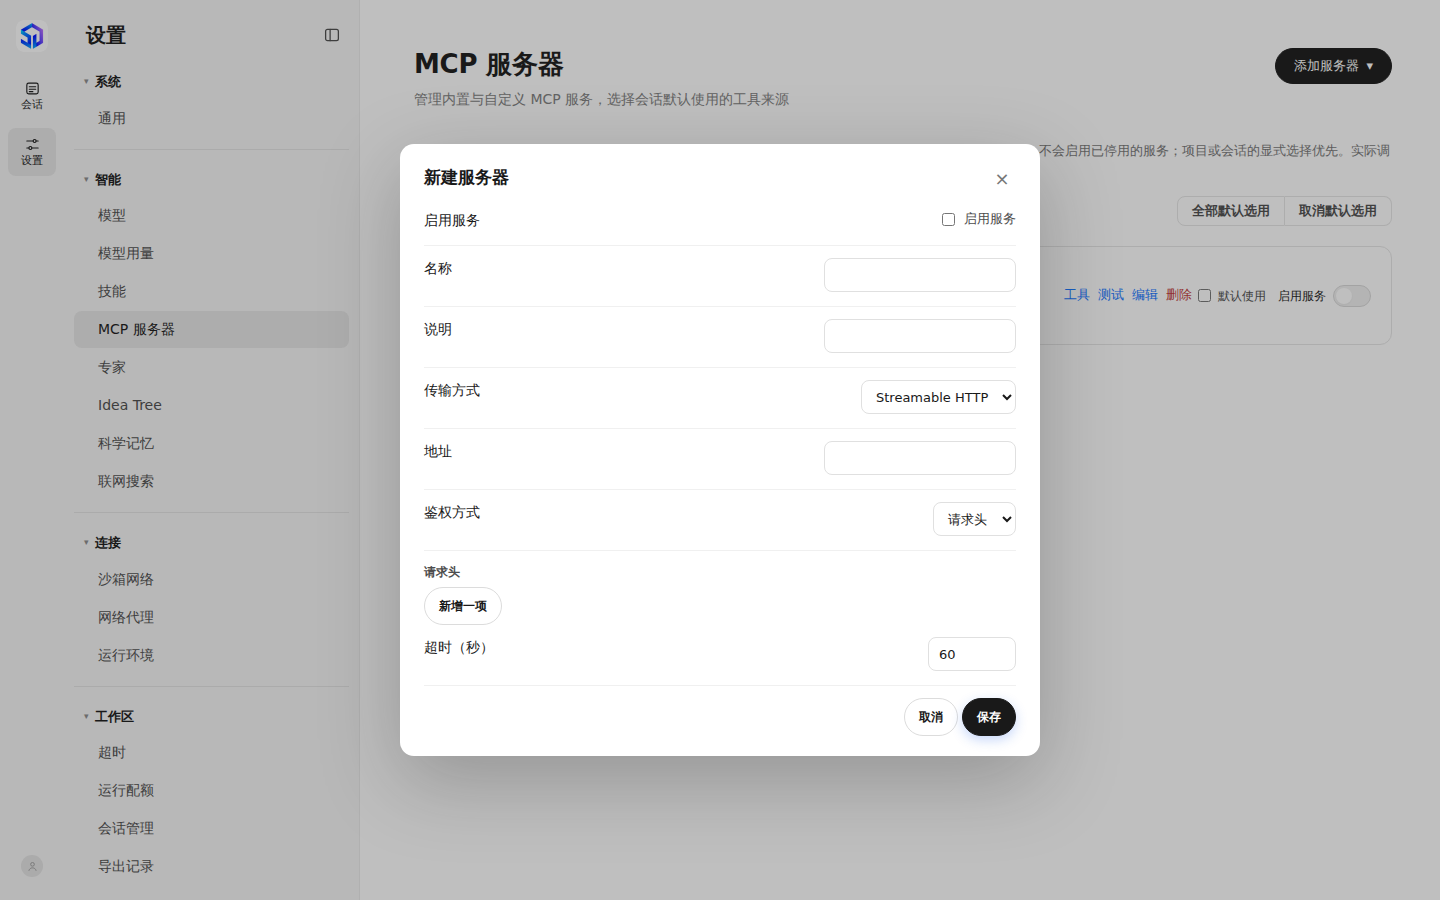 设置
会话
设置
系统
通用
智能
模型
模型用量
技能
MCP 服务器
专家
Idea Tree
科学记忆
联网搜索
连接
沙箱网络
网络代理
运行环境
工作区
超时
运行配额
会话管理
导出记录
MCP 服务器
添加服务器 ▾
管理内置与自定义 MCP 服务，选择会话默认使用的工具来源
不会启用已停用的服务；项目或会话的显式选择优先。实际调
全部默认选用 取消默认选用
工具 测试 编辑 删除 默认使用 启用服务
新建服务器 ×
启用服务 启用服务
名称
说明
传输方式 Streamable HTTP
地址
鉴权方式 请求头
请求头
新增一项
超时（秒） 60
取消 保存